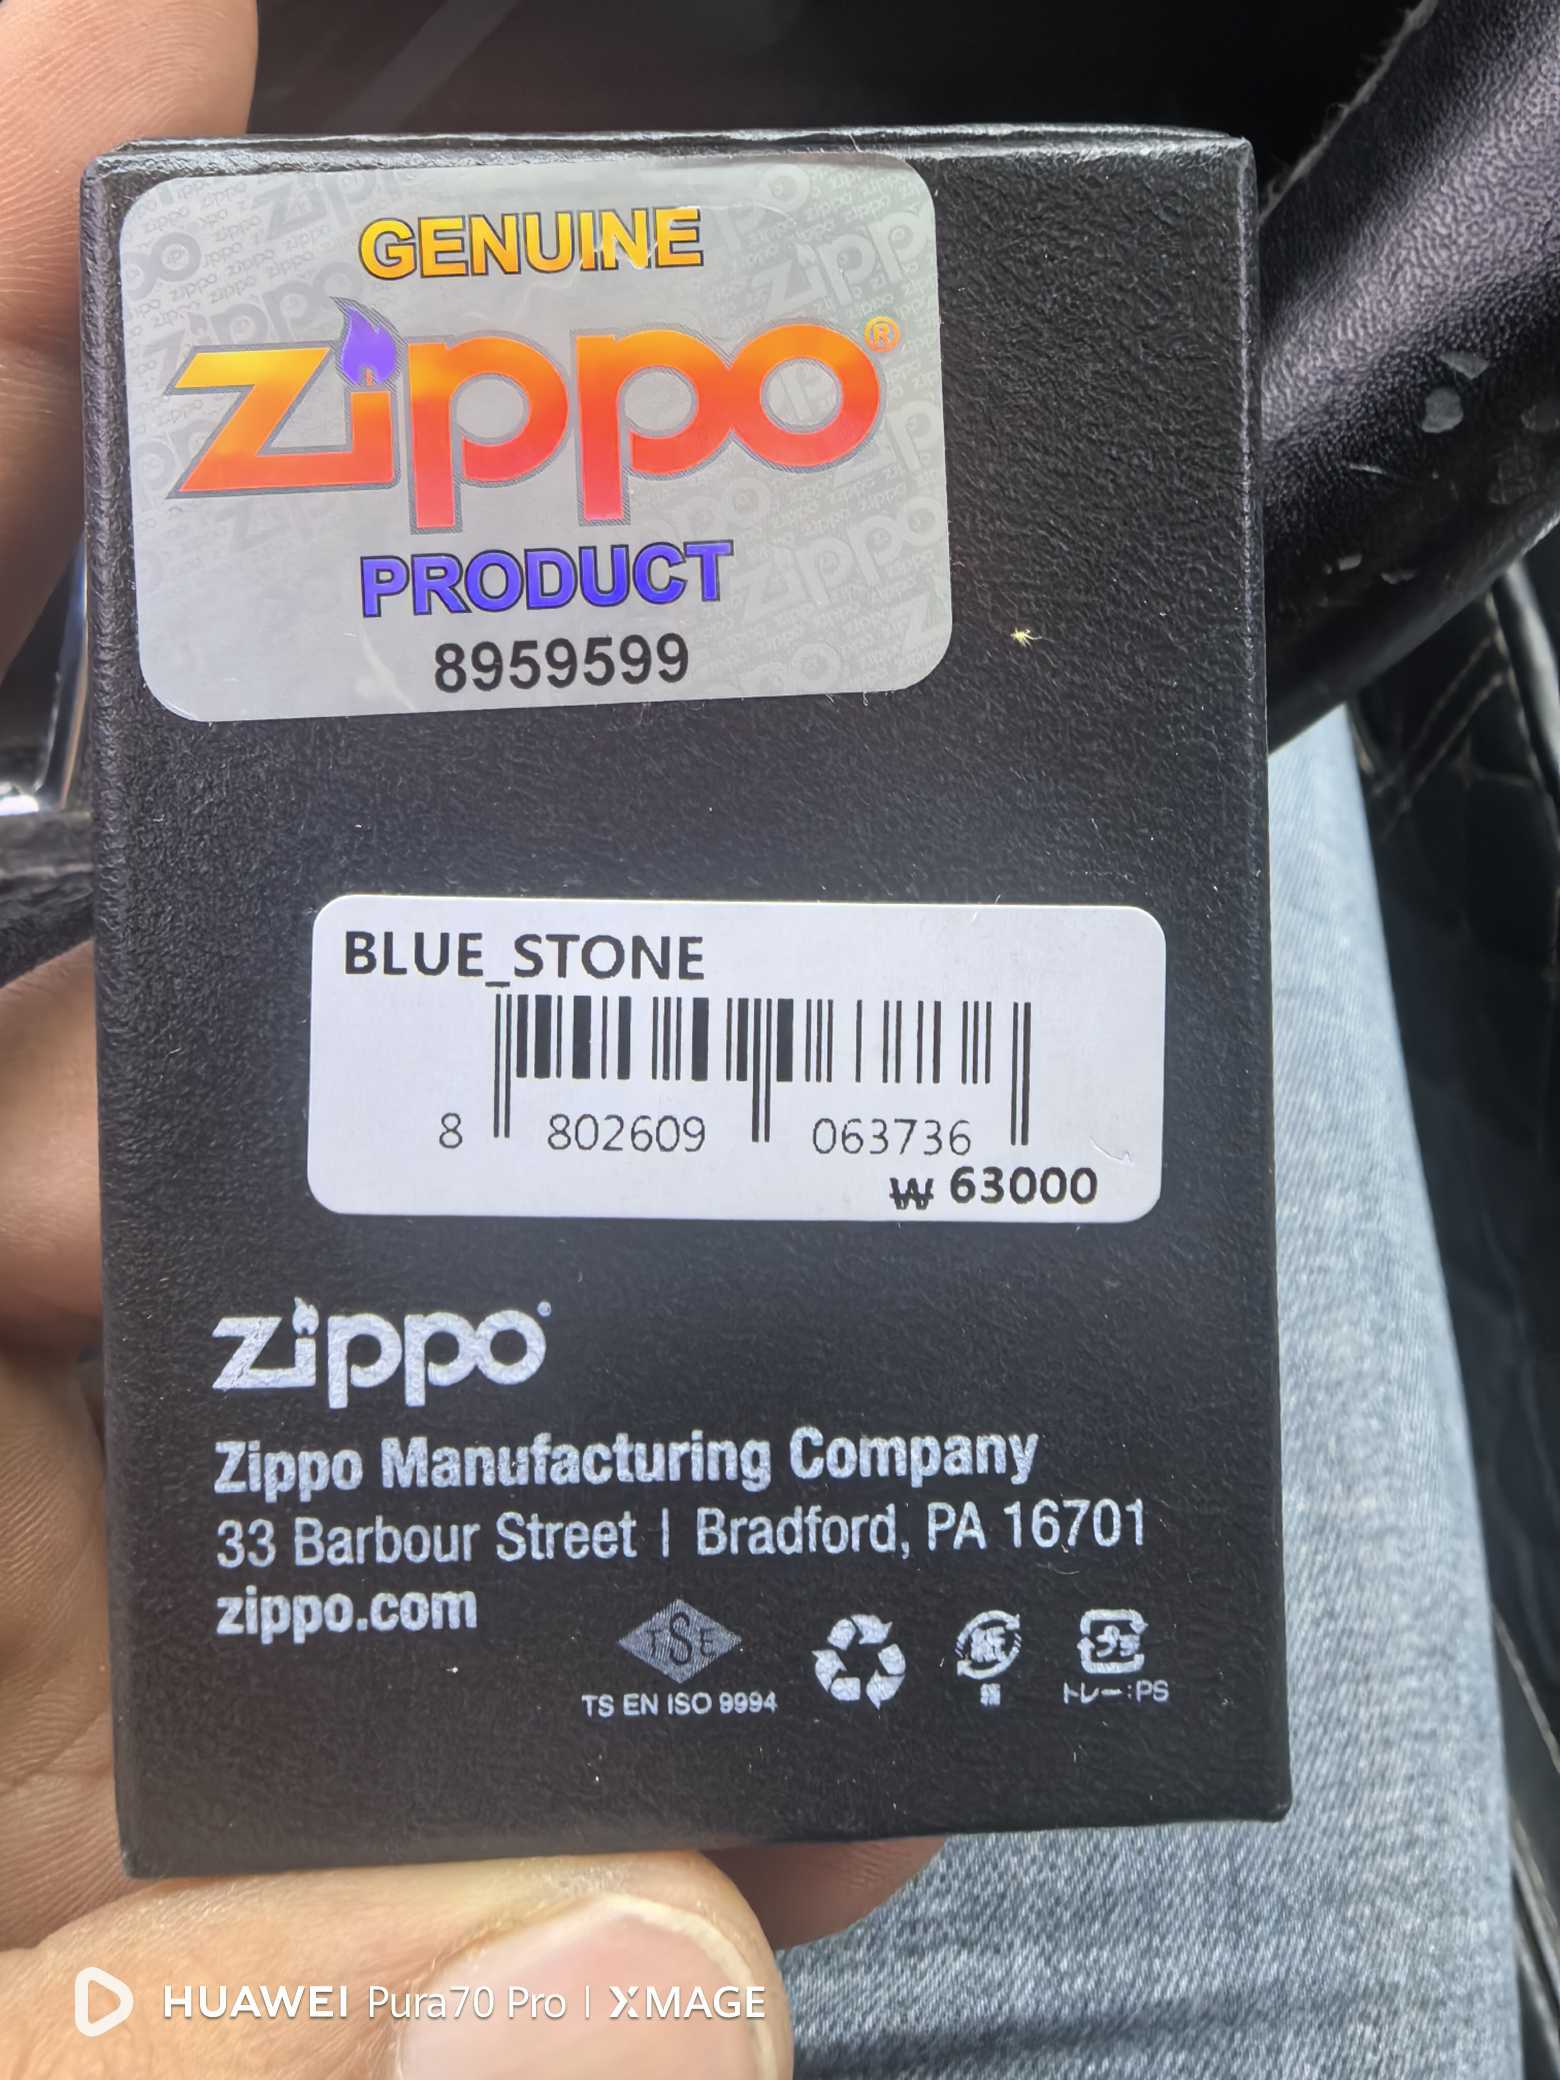 GENUINE
zippo®
PRODUCT
8959599
BLUE_STONE
8 802609 063736
₩ 63000
zippo
Zippo Manufacturing Company
33 Barbour Street | Bradford, PA 16701
zippo.com
TSE
TS EN ISO 9994
トレー:PS
HUAWEI Pura70 Pro | XMAGE